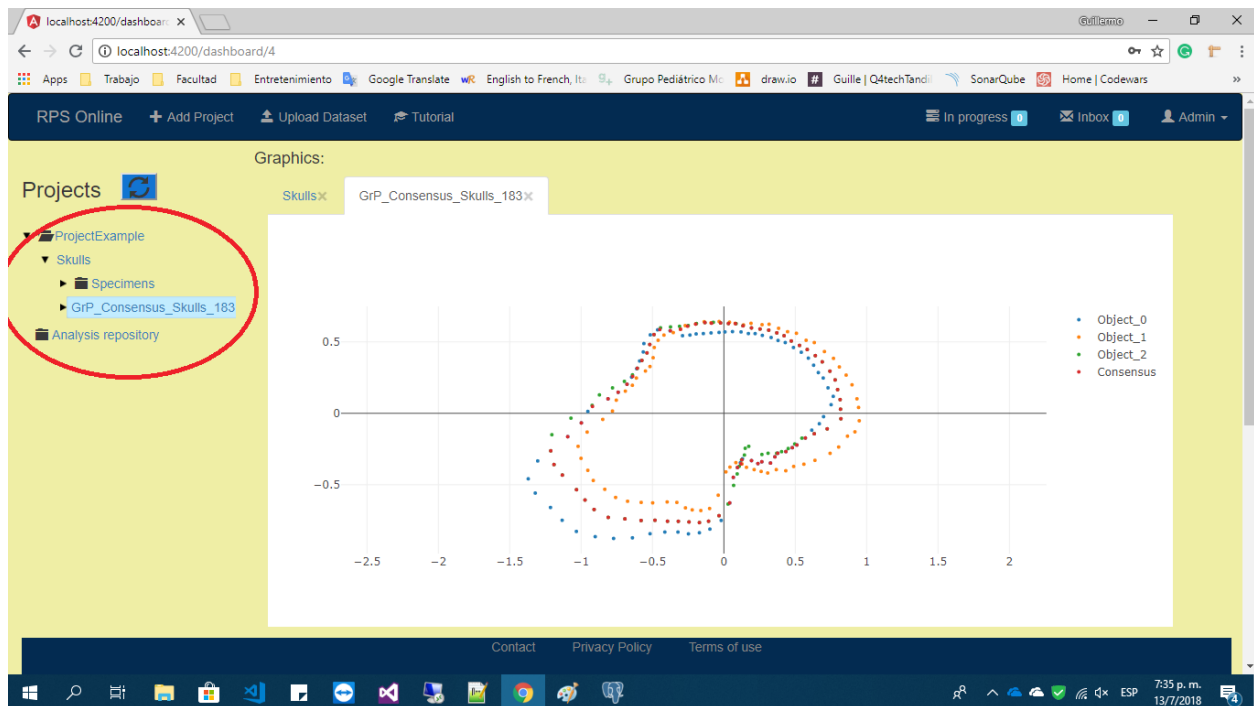 localhost:4200/dashboard
Guillermo
localhost:4200/dashboard/4
Apps Trabajo Facultad Entretenimiento Google Translate wR English to French, Ita G+ Grupo Pediátrico Mc draw.io # Guille | Q4techTandil SonarQube Home | Codewars »
RPS Online + Add Project Upload Dataset Tutorial In progress 0 Inbox 0 Admin
Graphics:
Projects
Skulls× GrP_Consensus_Skulls_183×
ProjectExample
Skulls
Specimens
GrP_Consensus_Skulls_183
Analysis repository
0.5
0
−0.5
−2.5 −2 −1.5 −1 −0.5 0 0.5 1 1.5 2
Object_0
Object_1
Object_2
Consensus
Contact Privacy Policy Terms of use
ESP
7:35 p. m.
13/7/2018
4